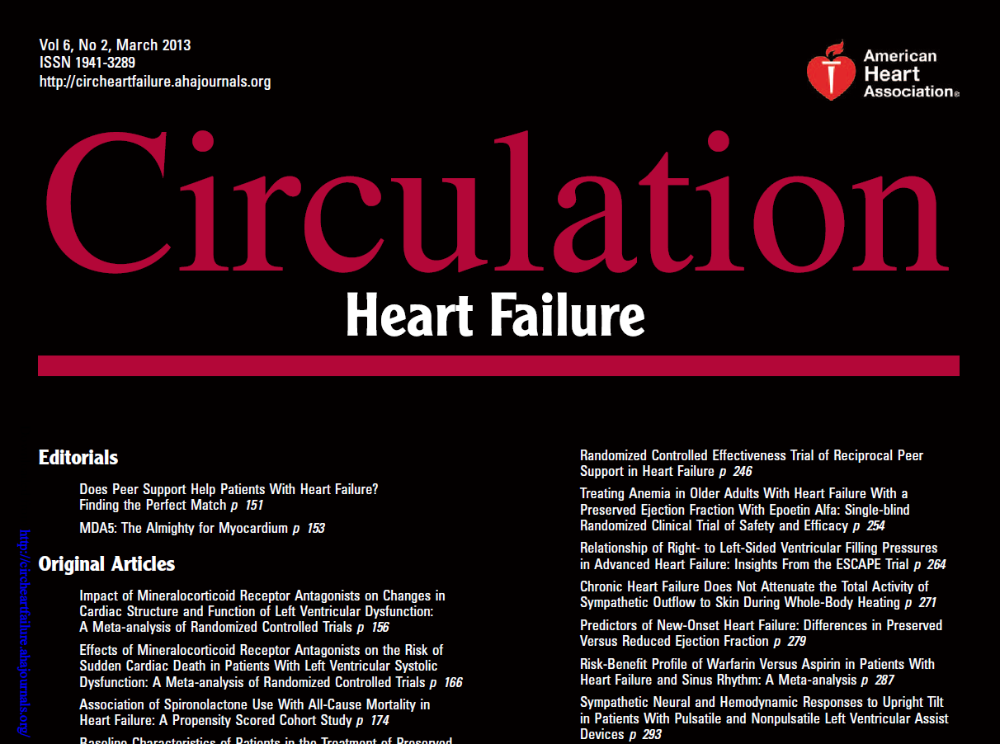 Vol 6, No 2, March 2013
ISSN 1941-3289
http://circheartfailure.ahajournals.org
American
Heart
Association®
Circulation
Heart Failure
Editorials
Does Peer Support Help Patients With Heart Failure?
Finding the Perfect Match p 151
MDA5: The Almighty for Myocardium p 153
Original Articles
Impact of Mineralocorticoid Receptor Antagonists on Changes in
Cardiac Structure and Function of Left Ventricular Dysfunction:
A Meta-analysis of Randomized Controlled Trials p 156
Effects of Mineralocorticoid Receptor Antagonists on the Risk of
Sudden Cardiac Death in Patients With Left Ventricular Systolic
Dysfunction: A Meta-analysis of Randomized Controlled Trials p 166
Association of Spironolactone Use With All-Cause Mortality in
Heart Failure: A Propensity Scored Cohort Study p 174
Baseline Characteristics of Patients in the Treatment of Preserved
Randomized Controlled Effectiveness Trial of Reciprocal Peer
Support in Heart Failure p 246
Treating Anemia in Older Adults With Heart Failure With a
Preserved Ejection Fraction With Epoetin Alfa: Single-blind
Randomized Clinical Trial of Safety and Efficacy p 254
Relationship of Right- to Left-Sided Ventricular Filling Pressures
in Advanced Heart Failure: Insights From the ESCAPE Trial p 264
Chronic Heart Failure Does Not Attenuate the Total Activity of
Sympathetic Outflow to Skin During Whole-Body Heating p 271
Predictors of New-Onset Heart Failure: Differences in Preserved
Versus Reduced Ejection Fraction p 279
Risk-Benefit Profile of Warfarin Versus Aspirin in Patients With
Heart Failure and Sinus Rhythm: A Meta-analysis p 287
Sympathetic Neural and Hemodynamic Responses to Upright Tilt
in Patients With Pulsatile and Nonpulsatile Left Ventricular Assist
Devices p 293
http://circheartfailure.ahajournals.org/